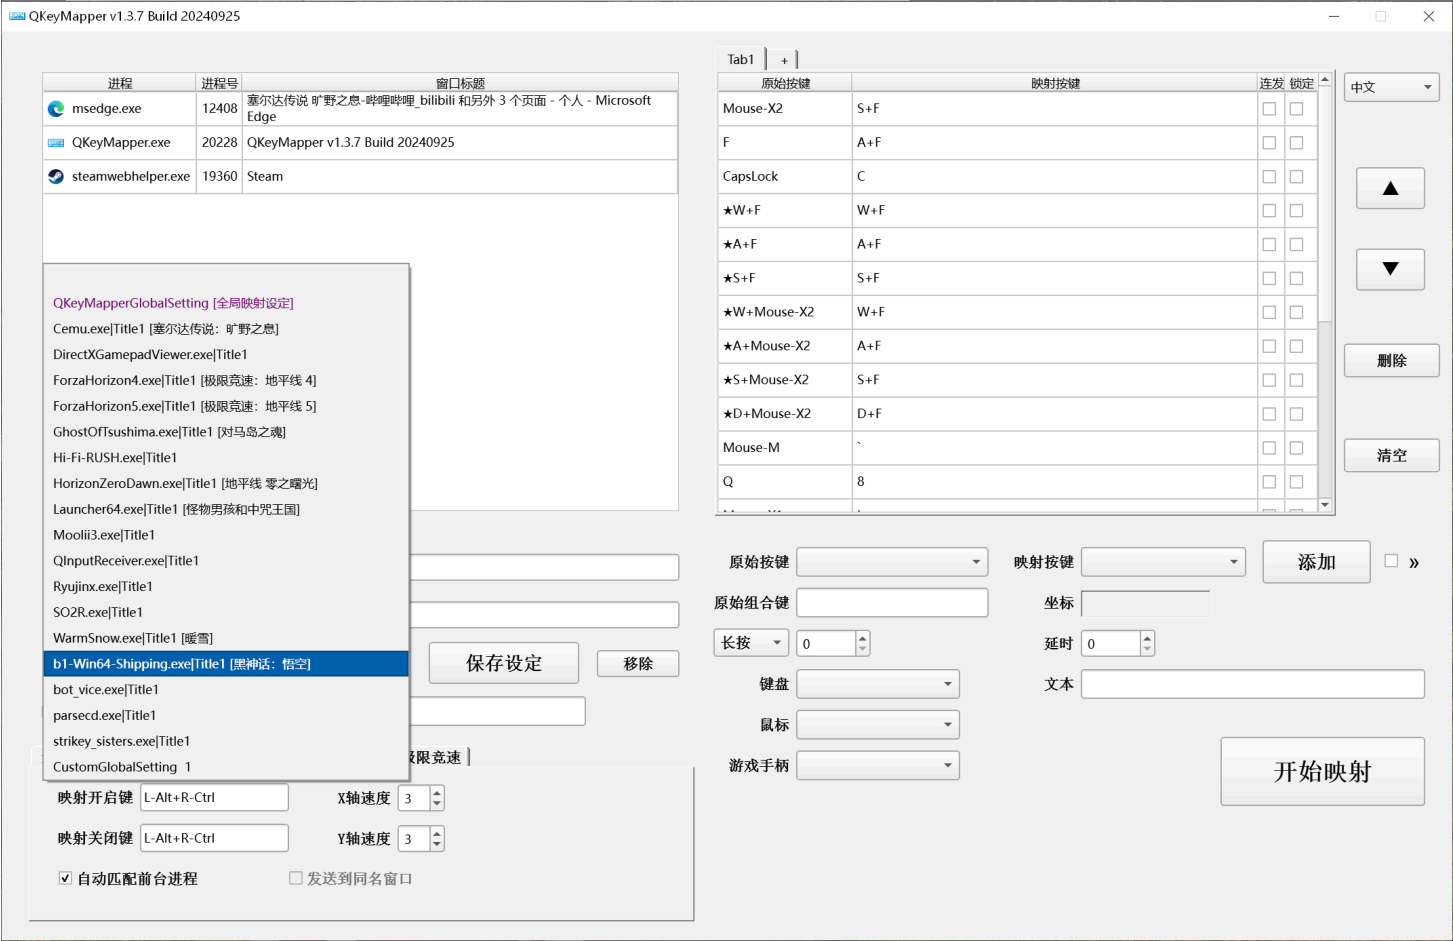 QKeyMapper v1.3.7 Build 20240925
进程 进程号 窗口标题
msedge.exe 12408 塞尔达传说 旷野之息-哔哩哔哩_bilibili 和另外 3 个页面 - 个人 - Microsoft Edge
QKeyMapper.exe 20228 QKeyMapper v1.3.7 Build 20240925
steamwebhelper.exe 19360 Steam
QKeyMapperGlobalSetting [全局映射设定]
Cemu.exe|Title1 [塞尔达传说：旷野之息]
DirectXGamepadViewer.exe|Title1
ForzaHorizon4.exe|Title1 [极限竞速：地平线 4]
ForzaHorizon5.exe|Title1 [极限竞速：地平线 5]
GhostOfTsushima.exe|Title1 [对马岛之魂]
Hi-Fi-RUSH.exe|Title1
HorizonZeroDawn.exe|Title1 [地平线 零之曙光]
Launcher64.exe|Title1 [怪物男孩和中咒王国]
Moolii3.exe|Title1
QInputReceiver.exe|Title1
Ryujinx.exe|Title1
SO2R.exe|Title1
WarmSnow.exe|Title1 [暖雪]
b1-Win64-Shipping.exe|Title1 [黑神话：悟空]
bot_vice.exe|Title1
parsecd.exe|Title1
strikey_sisters.exe|Title1
CustomGlobalSetting 1
保存设定 移除
限竞速
映射开启键 L-Alt+R-Ctrl X轴速度 3
映射关闭键 L-Alt+R-Ctrl Y轴速度 3
自动匹配前台进程 发送到同名窗口
Tab1 +
原始按键 映射按键 连发 锁定
Mouse-X2 S+F
F A+F
CapsLock C
★W+F W+F
★A+F A+F
★S+F S+F
★W+Mouse-X2 W+F
★A+Mouse-X2 A+F
★S+Mouse-X2 S+F
★D+Mouse-X2 D+F
Mouse-M `
Q 8
中文
▲
▼
删除
清空
原始按键 映射按键 添加 »
原始组合键 坐标
长按 0 延时 0
键盘 文本
鼠标
游戏手柄
开始映射